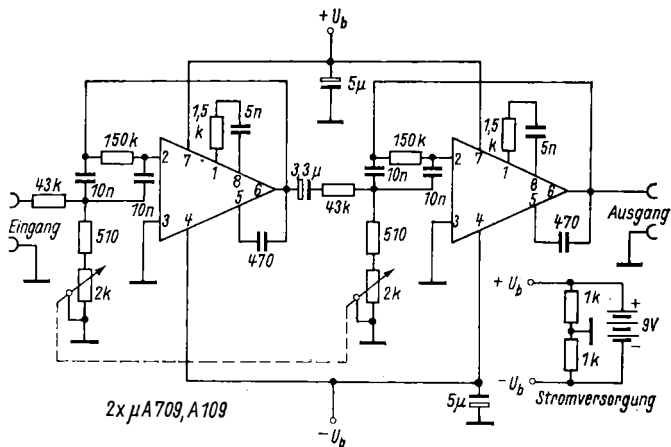 + U_b
5µ
150k
1,5
k
5n
2
7
1
8
6
10n
10n
43k
3
4
5
470
510
2k
Eingang
3,3µ
43k
150k
1,5
k
5n
2
7
1
8
6
10n
10n
3
4
5
470
510
2k
Ausgang
+ U_b
1k
1k
+
9V
–
– U_b
Stromversorgung
5µ
– U_b
2x µA709, A109